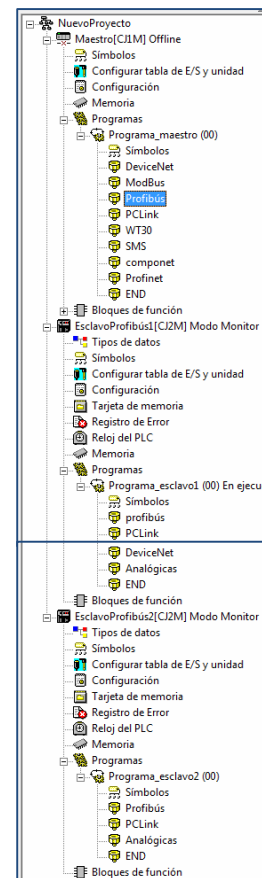 NuevoProyecto
Maestro[CJ1M] Offline
Símbolos
Configurar tabla de E/S y unidad
Configuración
Memoria
Programas
Programa_maestro (00)
Símbolos
DeviceNet
ModBus
Profibús
PCLink
WT30
SMS
componet
Profinet
END
Bloques de función
EsclavoProfibús1[CJ2M] Modo Monitor
Tipos de datos
Símbolos
Configurar tabla de E/S y unidad
Configuración
Tarjeta de memoria
Registro de Error
Reloj del PLC
Memoria
Programas
Programa_esclavo1 (00) En ejecu
Símbolos
profibús
PCLink
DeviceNet
Analógicas
END
Bloques de función
EsclavoProfibús2[CJ2M] Modo Monitor
Tipos de datos
Símbolos
Configurar tabla de E/S y unidad
Configuración
Tarjeta de memoria
Registro de Error
Reloj del PLC
Memoria
Programas
Programa_esclavo2 (00)
Símbolos
Profibús
PCLink
Analógicas
END
Bloques de función